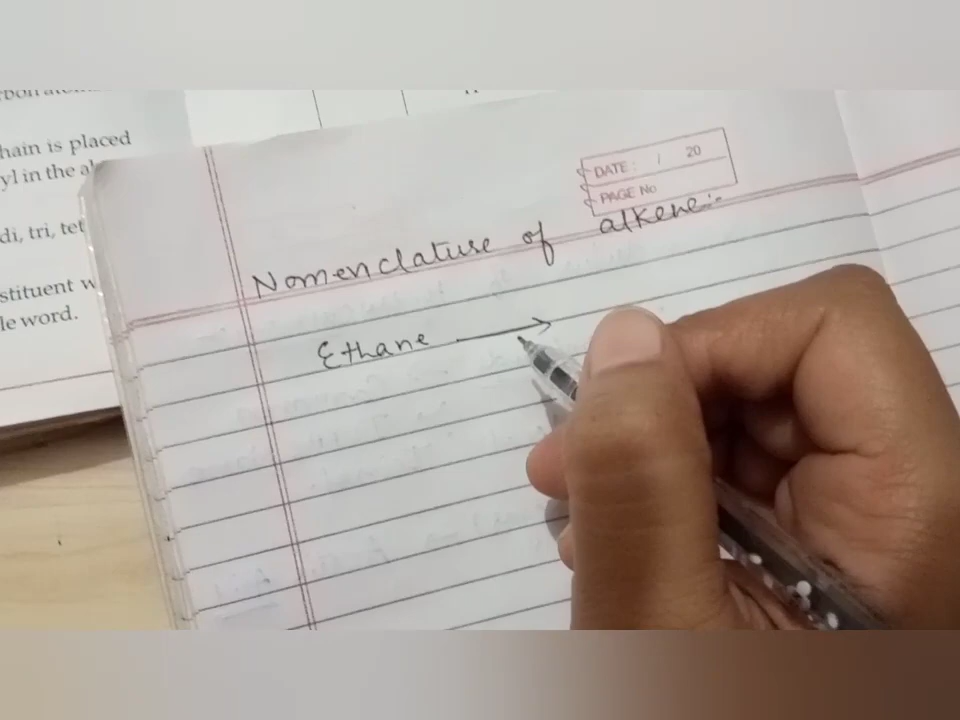 hain is placed
yl in the al
di, tri, tet
stituent w
le word.
DATE : / 20
PAGE No
Nomenclature of alkene:-
Ethane →